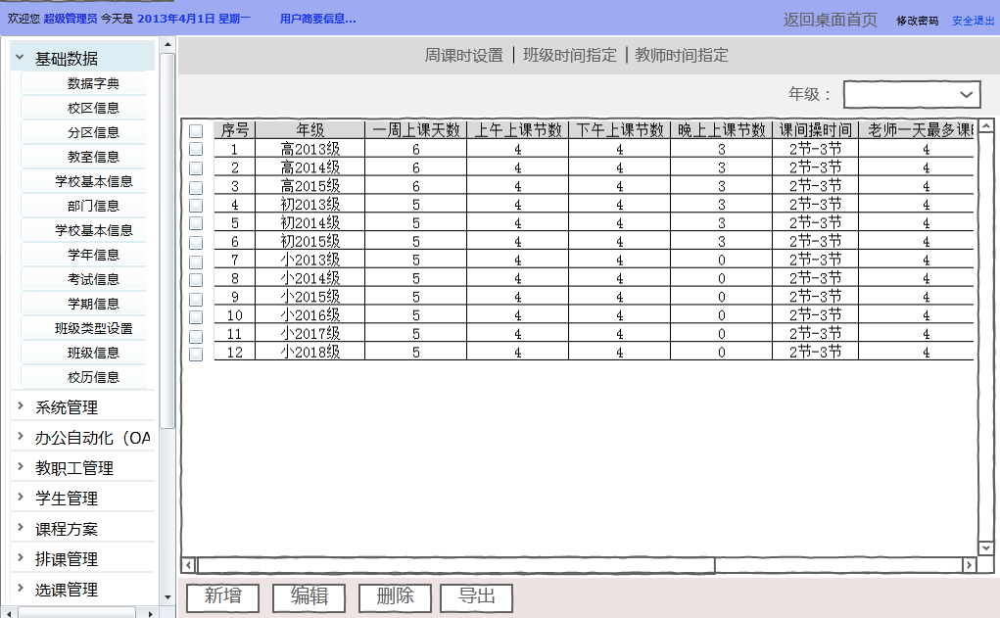 欢迎您 超级管理员 今天是 2013年4月1日 星期一 用户简要信息... 返回桌面首页 修改密码 安全退出
基础数据
数据字典
校区信息
分区信息
教室信息
学校基本信息
部门信息
学校基本信息
学年信息
考试信息
学期信息
班级类型设置
班级信息
校历信息
系统管理
办公自动化（OA
教职工管理
学生管理
课程方案
排课管理
选课管理
周课时设置 | 班级时间指定 | 教师时间指定
年级：
序号 年级 一周上课天数 上午上课节数 下午上课节数 晚上上课节数 课间操时间 老师一天最多课
1 高2013级 6 4 4 3 2节-3节 4
2 高2014级 6 4 4 3 2节-3节 4
3 高2015级 6 4 4 3 2节-3节 4
4 初2013级 5 4 4 3 2节-3节 4
5 初2014级 5 4 4 3 2节-3节 4
6 初2015级 5 4 4 3 2节-3节 4
7 小2013级 5 4 4 0 2节-3节 4
8 小2014级 5 4 4 0 2节-3节 4
9 小2015级 5 4 4 0 2节-3节 4
10 小2016级 5 4 4 0 2节-3节 4
11 小2017级 5 4 4 0 2节-3节 4
12 小2018级 5 4 4 0 2节-3节 4
新增 编辑 删除 导出